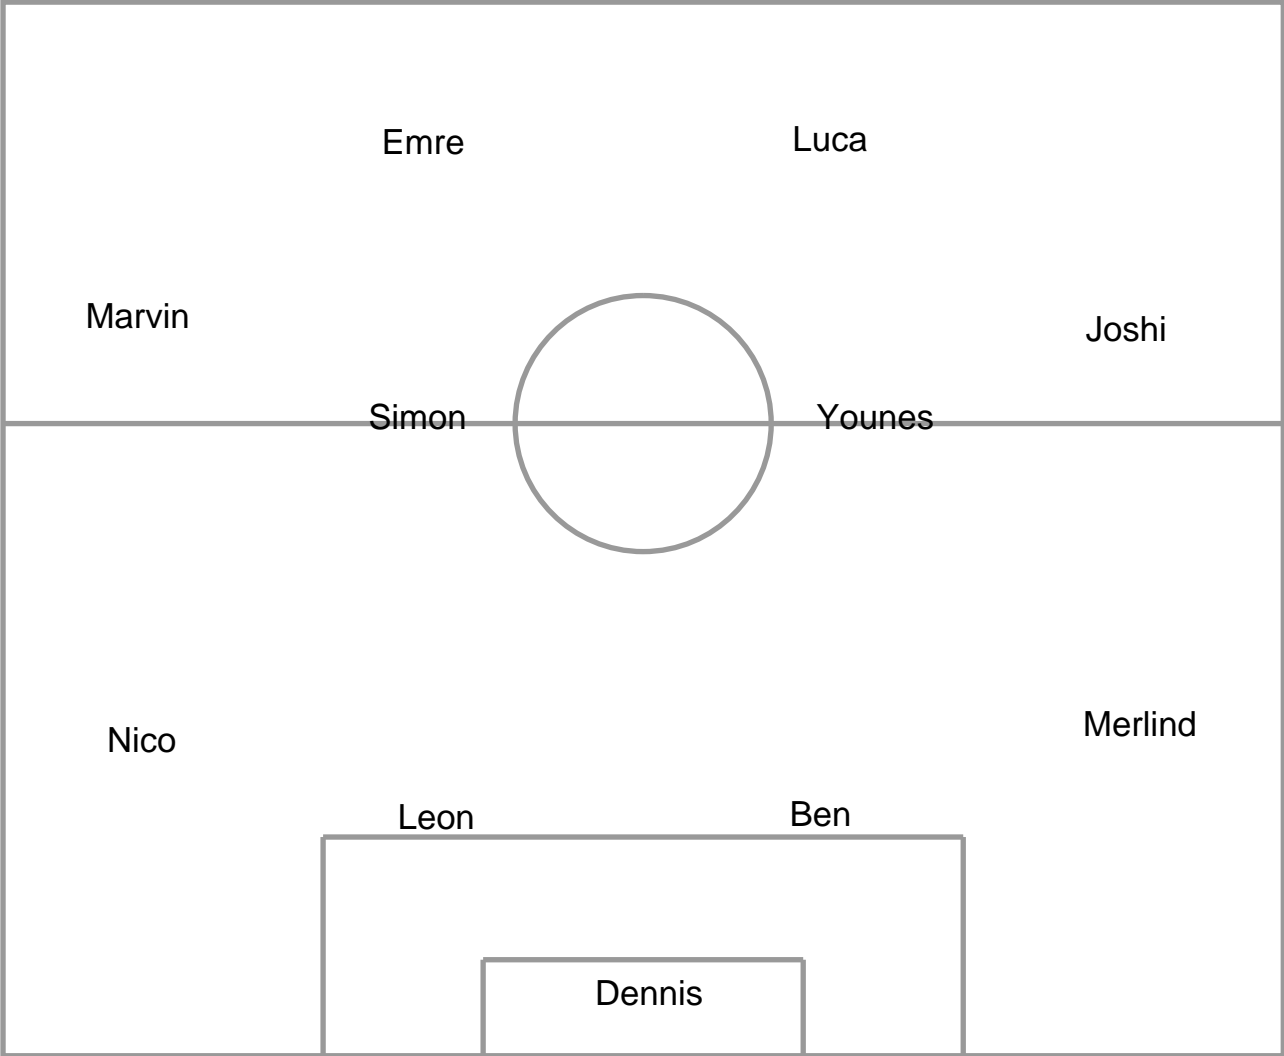 Emre
Luca
Marvin
Joshi
Simon
Younes
Nico
Merlind
Leon
Ben
Dennis